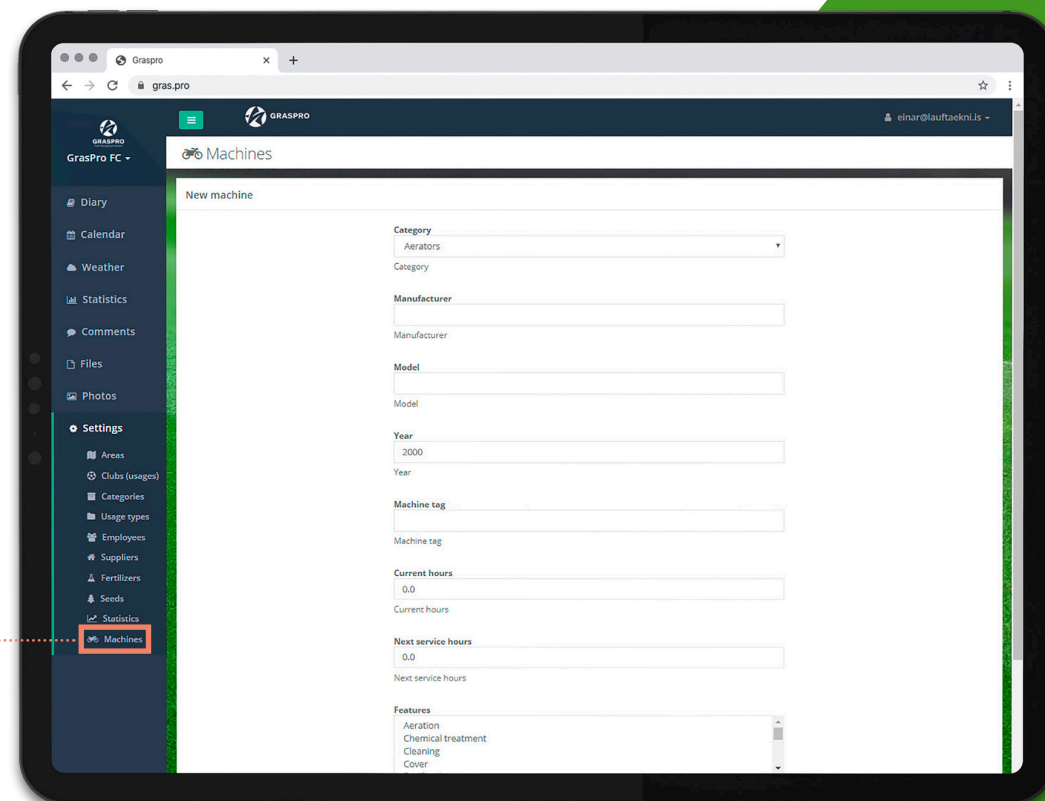 Graspro
gras.pro
GRASPRO
GrasPro FC
GRASPRO
einar@lauftaekni.is
Machines
Diary
Calendar
Weather
Statistics
Comments
Files
Photos
Settings
Areas
Clubs (usages)
Categories
Usage types
Employees
Suppliers
Fertilizers
Seeds
Statistics
Machines
New machine
Category
Aerators
Category
Manufacturer
Manufacturer
Model
Model
Year
2000
Year
Machine tag
Machine tag
Current hours
0.0
Current hours
Next service hours
0.0
Next service hours
Features
Aeration
Chemical treatment
Cleaning
Cover